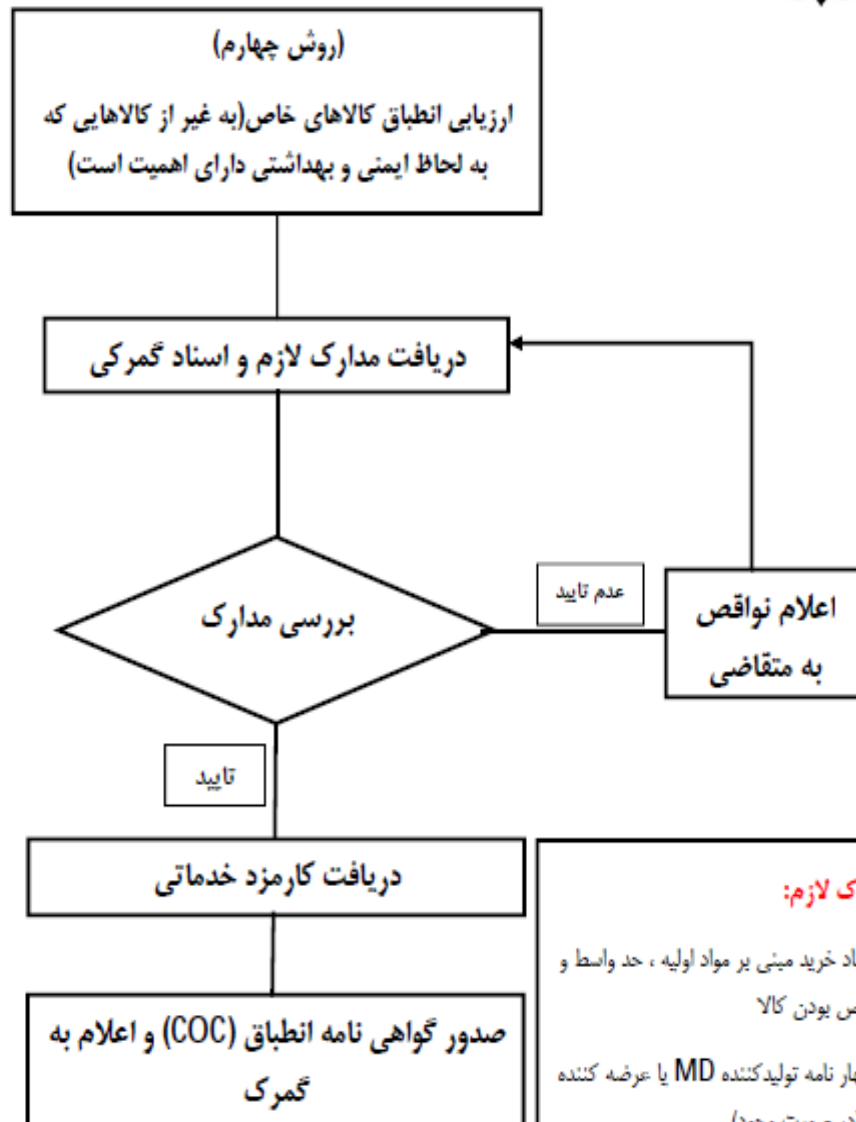 (روش چهارم)
ارزیابی انطباق کالاهای خاص(به غیر از کالاهایی که
به لحاظ ایمنی و بهداشتی دارای اهمیت است)
دریافت مدارک لازم و اسناد گمرکی
بررسی مدارک
عدم تایید
اعلام نواقص
به متقاضی
تایید
دریافت کارمزد خدماتی
صدور گواهی نامه انطباق (COC) و اعلام به
گمرک
لازم:
خرید مبنی بر مواد اولیه ، حد واسط و
بودن کالا
نامه تولیدکننده MD یا عرضه کننده